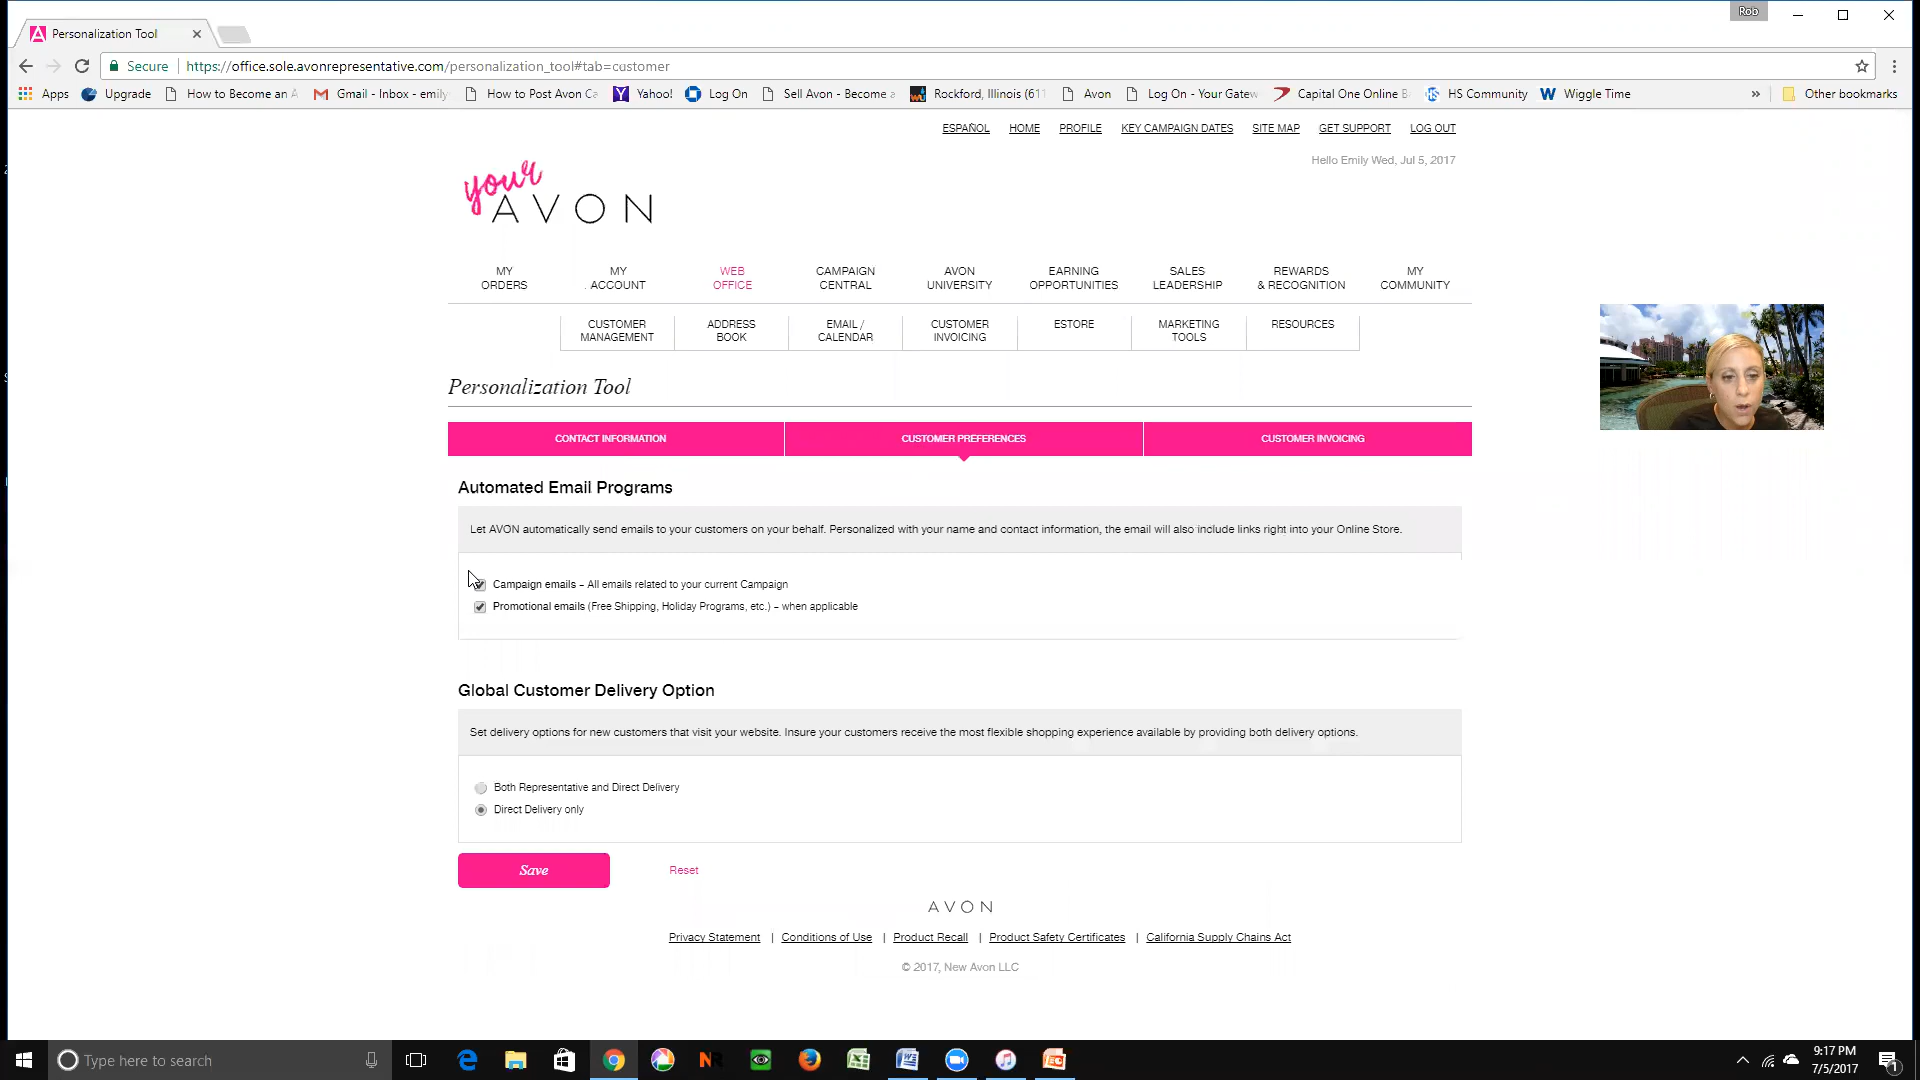 Rob
Personalization Tool
Secure
https://office.sole.avonrepresentative.com/personalization_tool#tab=customer
Apps
Upgrade
How to Become an A
Gmail - Inbox - emily
How to Post Avon Ca
Yahoo!
Log On
Sell Avon - Become a
Rockford, Illinois (611
Avon
Log On - Your Gatew
Capital One Online B
HS Community
Wiggle Time
»
Other bookmarks
ESPAÑOL HOME PROFILE KEY CAMPAIGN DATES SITE MAP GET SUPPORT LOG OUT
Hello Emily Wed, Jul 5, 2017
your
AVON
MY ORDERS
MY ACCOUNT
WEB OFFICE
CAMPAIGN CENTRAL
AVON UNIVERSITY
EARNING OPPORTUNITIES
SALES LEADERSHIP
REWARDS & RECOGNITION
MY COMMUNITY
CUSTOMER MANAGEMENT
ADDRESS BOOK
EMAIL / CALENDAR
CUSTOMER INVOICING
ESTORE
MARKETING TOOLS
RESOURCES
Personalization Tool
CONTACT INFORMATION
CUSTOMER PREFERENCES
CUSTOMER INVOICING
Automated Email Programs
Let AVON automatically send emails to your customers on your behalf. Personalized with your name and contact information, the email will also include links right into your Online Store.
Campaign emails – All emails related to your current Campaign
Promotional emails (Free Shipping, Holiday Programs, etc.) – when applicable
Global Customer Delivery Option
Set delivery options for new customers that visit your website. Insure your customers receive the most flexible shopping experience available by providing both delivery options.
Both Representative and Direct Delivery
Direct Delivery only
Save
Reset
AVON
Privacy Statement | Conditions of Use | Product Recall | Product Safety Certificates | California Supply Chains Act
© 2017, New Avon LLC
Type here to search
9:17 PM
7/5/2017